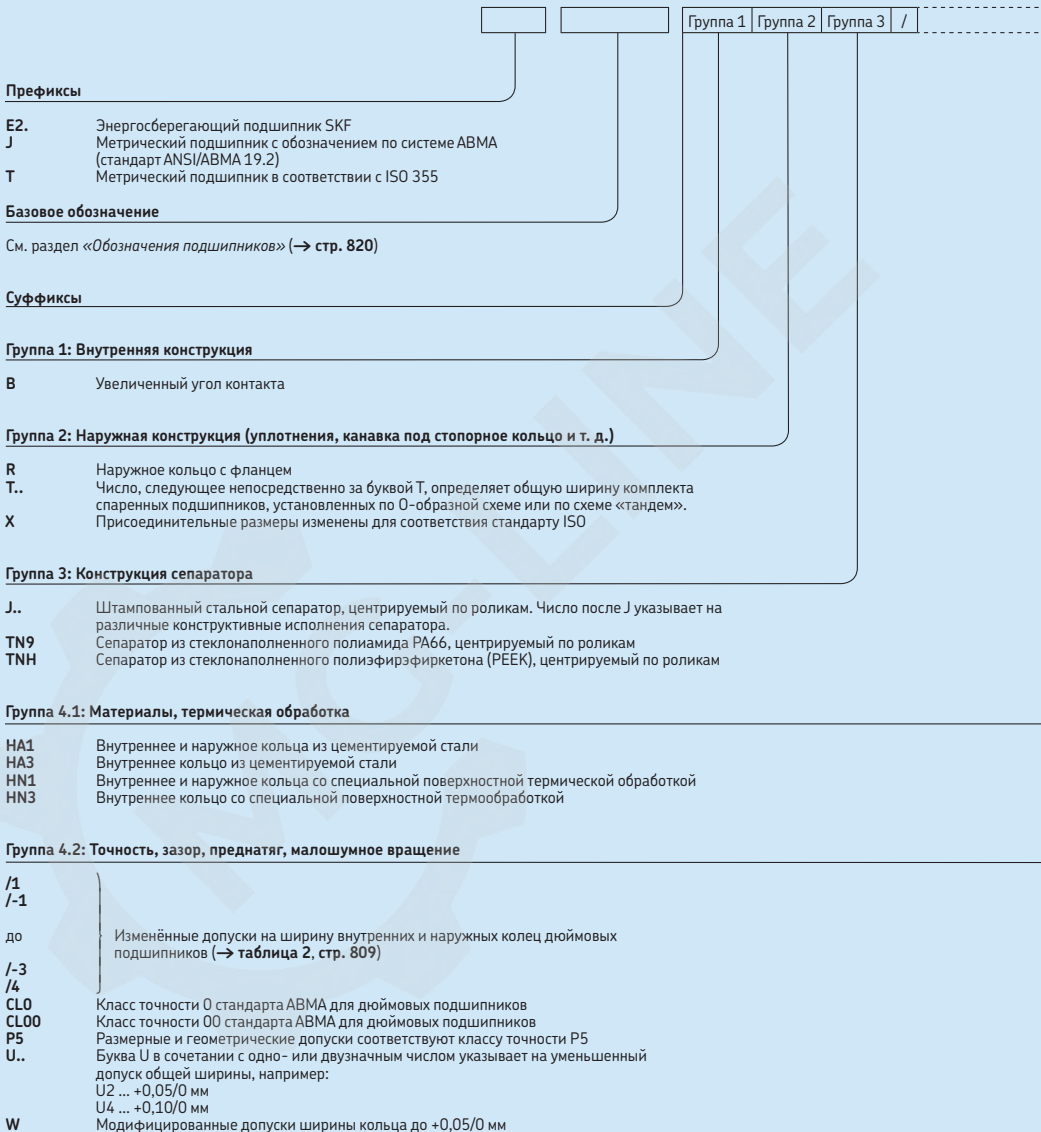 Группа 1 Группа 2 Группа 3 /
Префиксы
E2. Энергосберегающий подшипник SKF
J Метрический подшипник с обозначением по системе ABMA
(стандарт ANSI/ABMA 19.2)
T Метрический подшипник в соответствии с ISO 355
Базовое обозначение
См. раздел «Обозначения подшипников» (→ стр. 820)
Суффиксы
Группа 1: Внутренняя конструкция
B Увеличенный угол контакта
Группа 2: Наружная конструкция (уплотнения, канавка под стопорное кольцо и т. д.)
R Наружное кольцо с фланцем
T.. Число, следующее непосредственно за буквой T, определяет общую ширину комплекта
спаренных подшипников, установленных по O-образной схеме или по схеме «тандем».
X Присоединительные размеры изменены для соответствия стандарту ISO
Группа 3: Конструкция сепаратора
J.. Штампованный стальной сепаратор, центрируемый по роликам. Число после J указывает на
различные конструктивные исполнения сепаратора.
TN9 Сепаратор из стеклонаполненного полиамида PA66, центрируемый по роликам
TNH Сепаратор из стеклонаполненного полиэфирэфиркетона (PEEK), центрируемый по роликам
Группа 4.1: Материалы, термическая обработка
HA1 Внутреннее и наружное кольца из цементируемой стали
HA3 Внутреннее кольцо из цементируемой стали
HN1 Внутреннее и наружное кольца со специальной поверхностной термической обработкой
HN3 Внутреннее кольцо со специальной поверхностной термообработкой
Группа 4.2: Точность, зазор, преднатяг, малошумное вращение
/1
/-1
до Изменённые допуски на ширину внутренних и наружных колец дюймовых
подшипников (→ таблица 2, стр. 809)
/-3
/4
CL0 Класс точности 0 стандарта ABMA для дюймовых подшипников
CL00 Класс точности 00 стандарта ABMA для дюймовых подшипников
P5 Размерные и геометрические допуски соответствуют классу точности P5
U.. Буква U в сочетании с одно- или двузначным числом указывает на уменьшенный
допуск общей ширины, например:
U2 ... +0,05/0 мм
U4 ... +0,10/0 мм
W Модифицированные допуски ширины кольца до +0,05/0 мм
MG-LINE